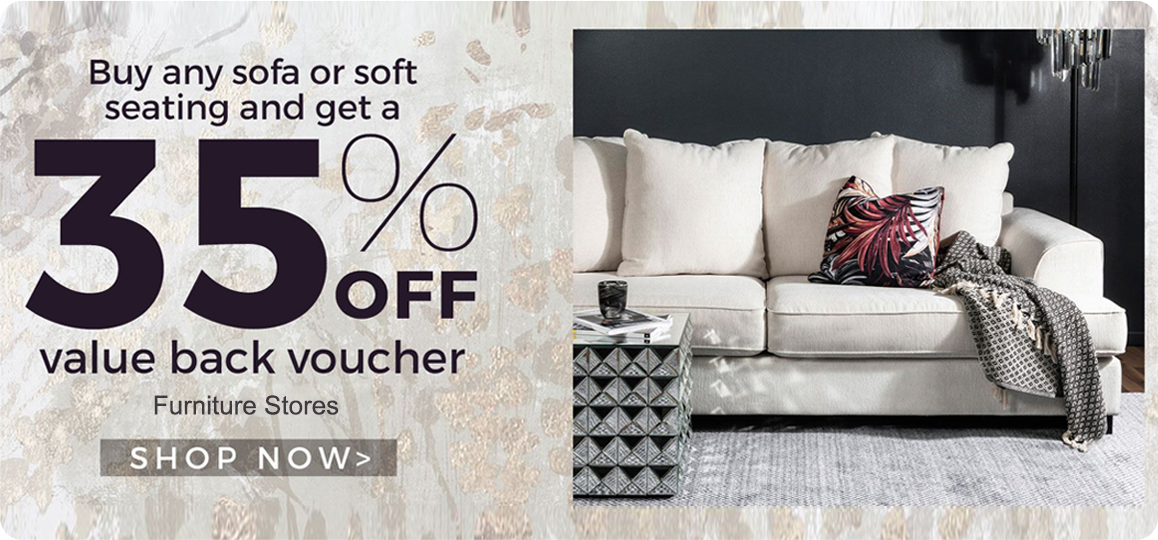 Buy any sofa or soft
seating and get a
35%
OFF
value back voucher
Furniture Stores
SHOP NOW>